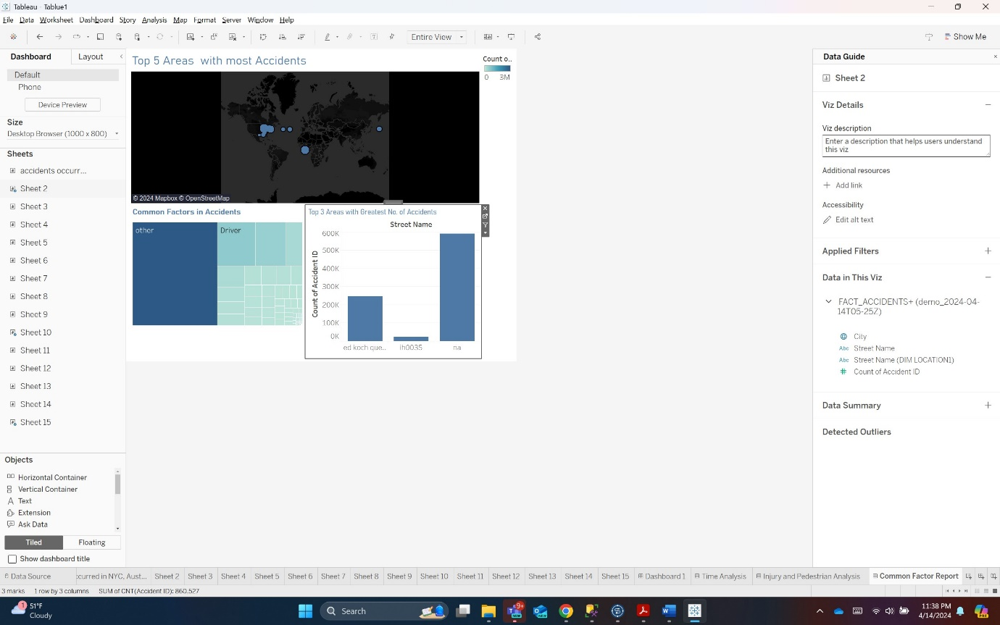 Tableau - Tablue1
File Data Worksheet Dashboard Story Analysis Map Format Server Window Help
Entire View
Show Me
Dashboard Layout
Default
Phone
Device Preview
Size
Desktop Browser (1000 x 800)
Sheets
accidents occurr...
Sheet 2
Sheet 3
Sheet 4
Sheet 5
Sheet 6
Sheet 7
Sheet 8
Sheet 9
Sheet 10
Sheet 11
Sheet 12
Sheet 13
Sheet 14
Sheet 15
Objects
Horizontal Container
Vertical Container
Text
Extension
Ask Data
Tiled Floating
Show dashboard title
Top 5 Areas with most Accidents
Count o..
0 3M
© 2024 Mapbox © OpenStreetMap
Common Factors in Accidents
other
Driver
Top 3 Areas with Greatest No. of Accidents
Street Name
Count of Accident ID
600K
500K
400K
300K
200K
100K
0K
ed koch que.. ih0035 na
Data Guide
Sheet 2
Viz Details
Viz description
Enter a description that helps users understand
this viz
Additional resources
Add link
Accessibility
Edit alt text
Applied Filters
Data in This Viz
FACT_ACCIDENTS+ (demo_2024-04-
14T05-25Z)
City
Abc Street Name
Abc Street Name (DIM LOCATION1)
Count of Accident ID
Data Summary
Detected Outliers
Data Source :curred in NYC, Aust... Sheet 2 Sheet 3 Sheet 4 Sheet 5 Sheet 6 Sheet 7 Sheet 8 Sheet 9 Sheet 10 Sheet 11 Sheet 12 Sheet 13 Sheet 14 Sheet 15 Dashboard 1 Time Analysis Injury and Pedestrian Analysis Common Factor Report
3 marks 1 row by 3 columns SUM of CNT(Accident ID): 860.527
1
51°F
Cloudy
Search
9+
NEW
NEW
11:38 PM
4/14/2024
PRE